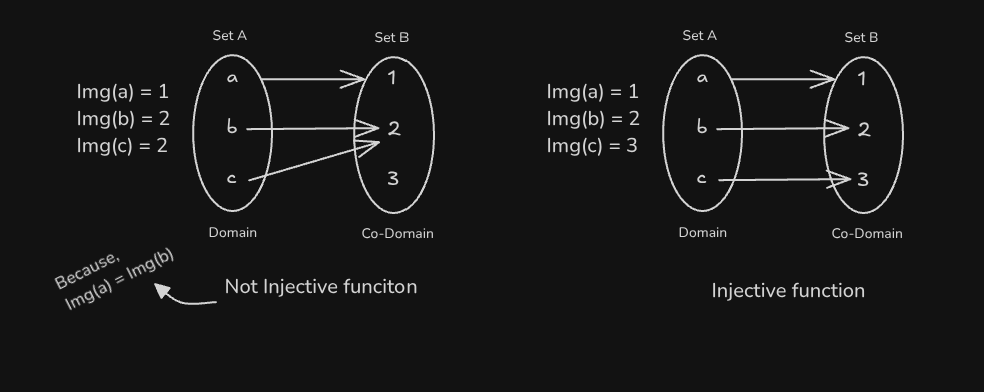 Set A
Set B
Img(a) = 1
Img(b) = 2
Img(c) = 2
a
b
c
1
2
3
Domain
Co-Domain
Because,
Img(a) = Img(b)
Not Injective funciton
Set A
Set B
Img(a) = 1
Img(b) = 2
Img(c) = 3
a
b
c
1
2
3
Domain
Co-Domain
Injective function